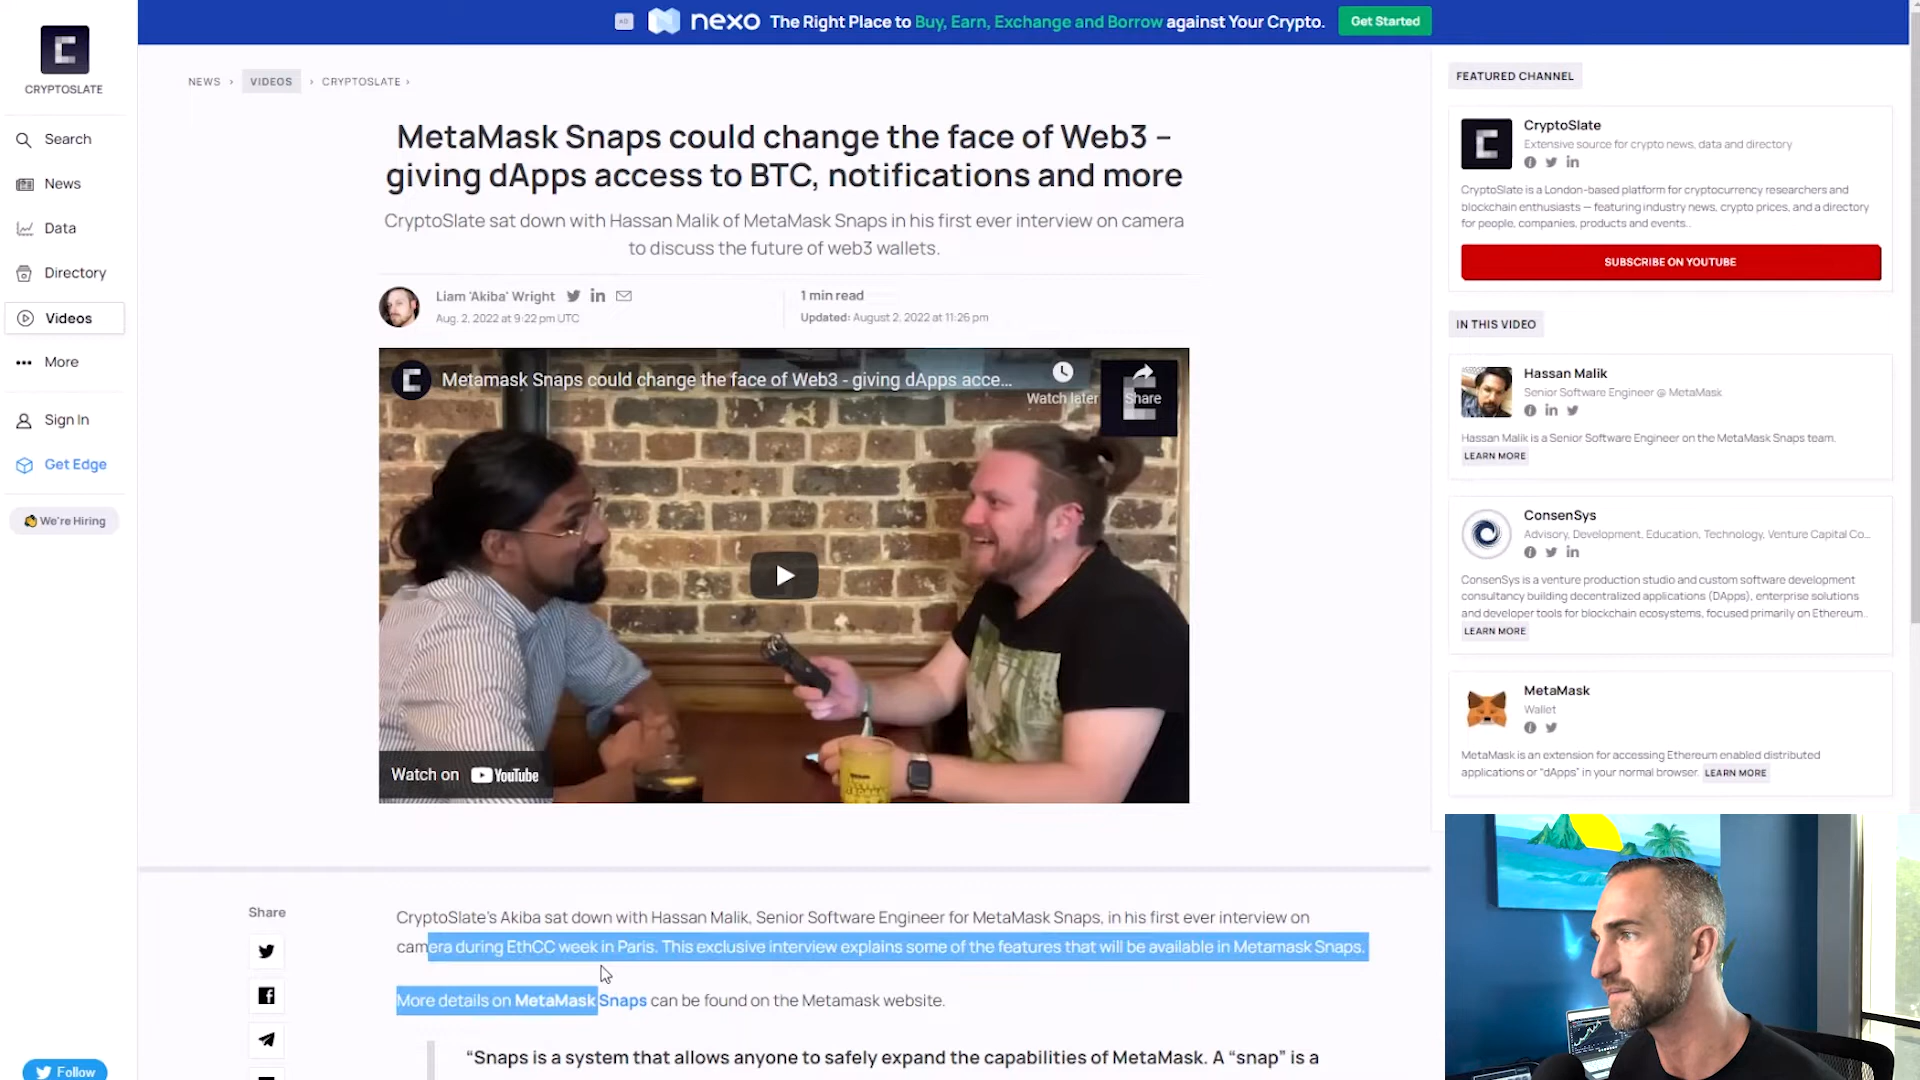 AD
nexo The Right Place to Buy, Earn, Exchange and Borrow against Your Crypto. Get Started
CRYPTOSLATE
Search
News
Data
Directory
Videos
More
Sign In
Get Edge
We're Hiring
Follow
NEWS › VIDEOS › CRYPTOSLATE ›
MetaMask Snaps could change the face of Web3 –
giving dApps access to BTC, notifications and more
CryptoSlate sat down with Hassan Malik of MetaMask Snaps in his first ever interview on camera
to discuss the future of web3 wallets.
Liam 'Akiba' Wright
Aug. 2, 2022 at 9:22 pm UTC
1 min read
Updated: August 2, 2022 at 11:26 pm
Metamask Snaps could change the face of Web3 - giving dApps acce...
Watch later
Share
Watch on YouTube
Share
CryptoSlate's Akiba sat down with Hassan Malik, Senior Software Engineer for MetaMask Snaps, in his first ever interview on
camera during EthCC week in Paris. This exclusive interview explains some of the features that will be available in Metamask Snaps.
More details on MetaMask Snaps can be found on the Metamask website.
“Snaps is a system that allows anyone to safely expand the capabilities of MetaMask. A “snap” is a
FEATURED CHANNEL
CryptoSlate
Extensive source for crypto news, data and directory
CryptoSlate is a London-based platform for cryptocurrency researchers and
blockchain enthusiasts — featuring industry news, crypto prices, and a directory
for people, companies, products and events..
SUBSCRIBE ON YOUTUBE
IN THIS VIDEO
Hassan Malik
Senior Software Engineer @ MetaMask
Hassan Malik is a Senior Software Engineer on the MetaMask Snaps team.
LEARN MORE
ConsenSys
Advisory, Development, Education, Technology, Venture Capital Co...
ConsenSys is a venture production studio and custom software development
consultancy building decentralized applications (DApps), enterprise solutions
and developer tools for blockchain ecosystems, focused primarily on Ethereum.
LEARN MORE
MetaMask
Wallet
MetaMask is an extension for accessing Ethereum enabled distributed
applications or “dApps” in your normal browser. LEARN MORE